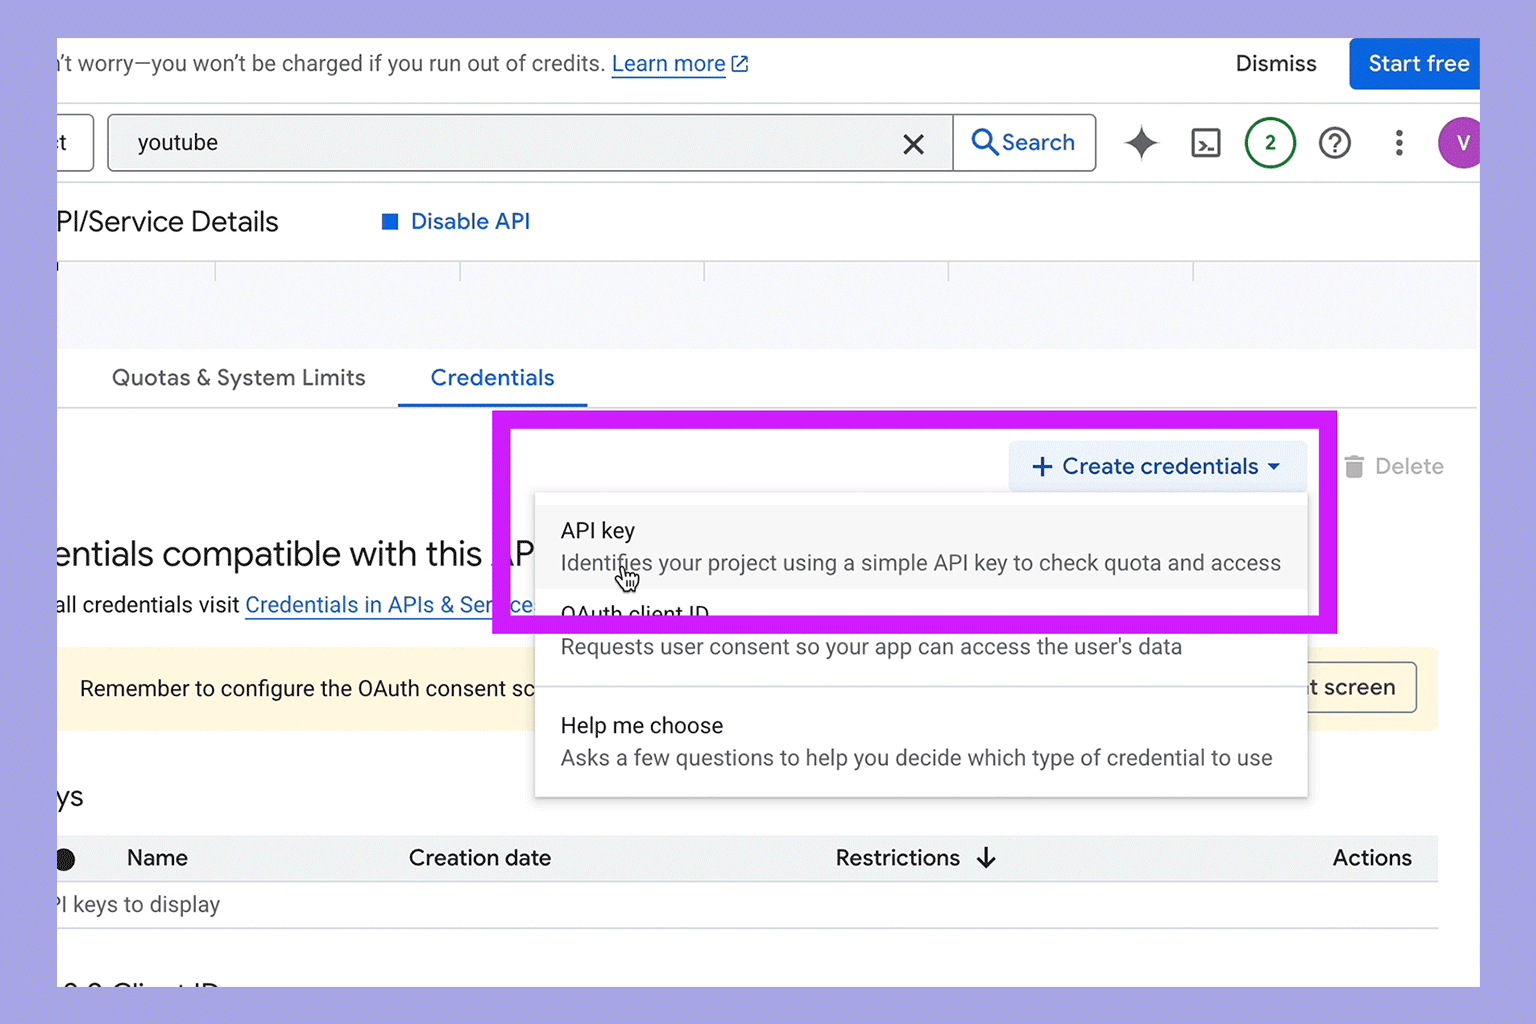 n't worry—you won't be charged if you run out of credits. Learn more
Dismiss
Start free
t
youtube
Search
2
V
PI/Service Details
Disable API
Quotas & System Limits
Credentials
Create credentials
Delete
API key
Identifies your project using a simple API key to check quota and access
entials compatible with this AP
all credentials visit Credentials in APIs & Services
OAuth client ID
Requests user consent so your app can access the user's data
Remember to configure the OAuth consent sc
t screen
Help me choose
Asks a few questions to help you decide which type of credential to use
ys
Name
Creation date
Restrictions
Actions
PI keys to display
Client ID